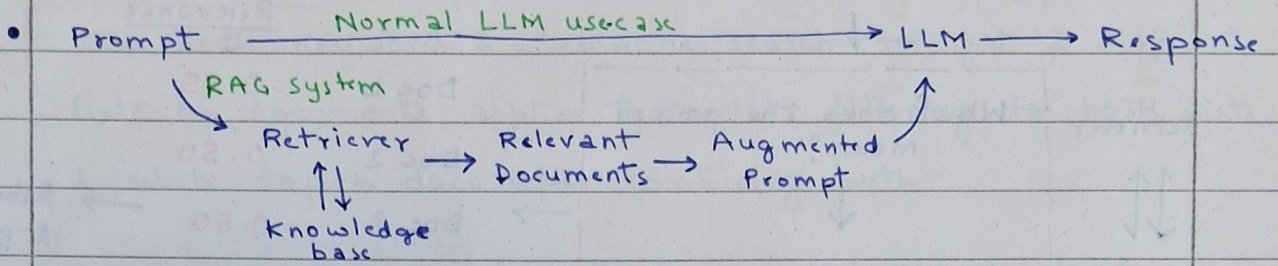 Normal LLM usecase
• Prompt → LLM → Response
RAG system
Retriever → Relevant Documents → Augmented Prompt
Knowledge base